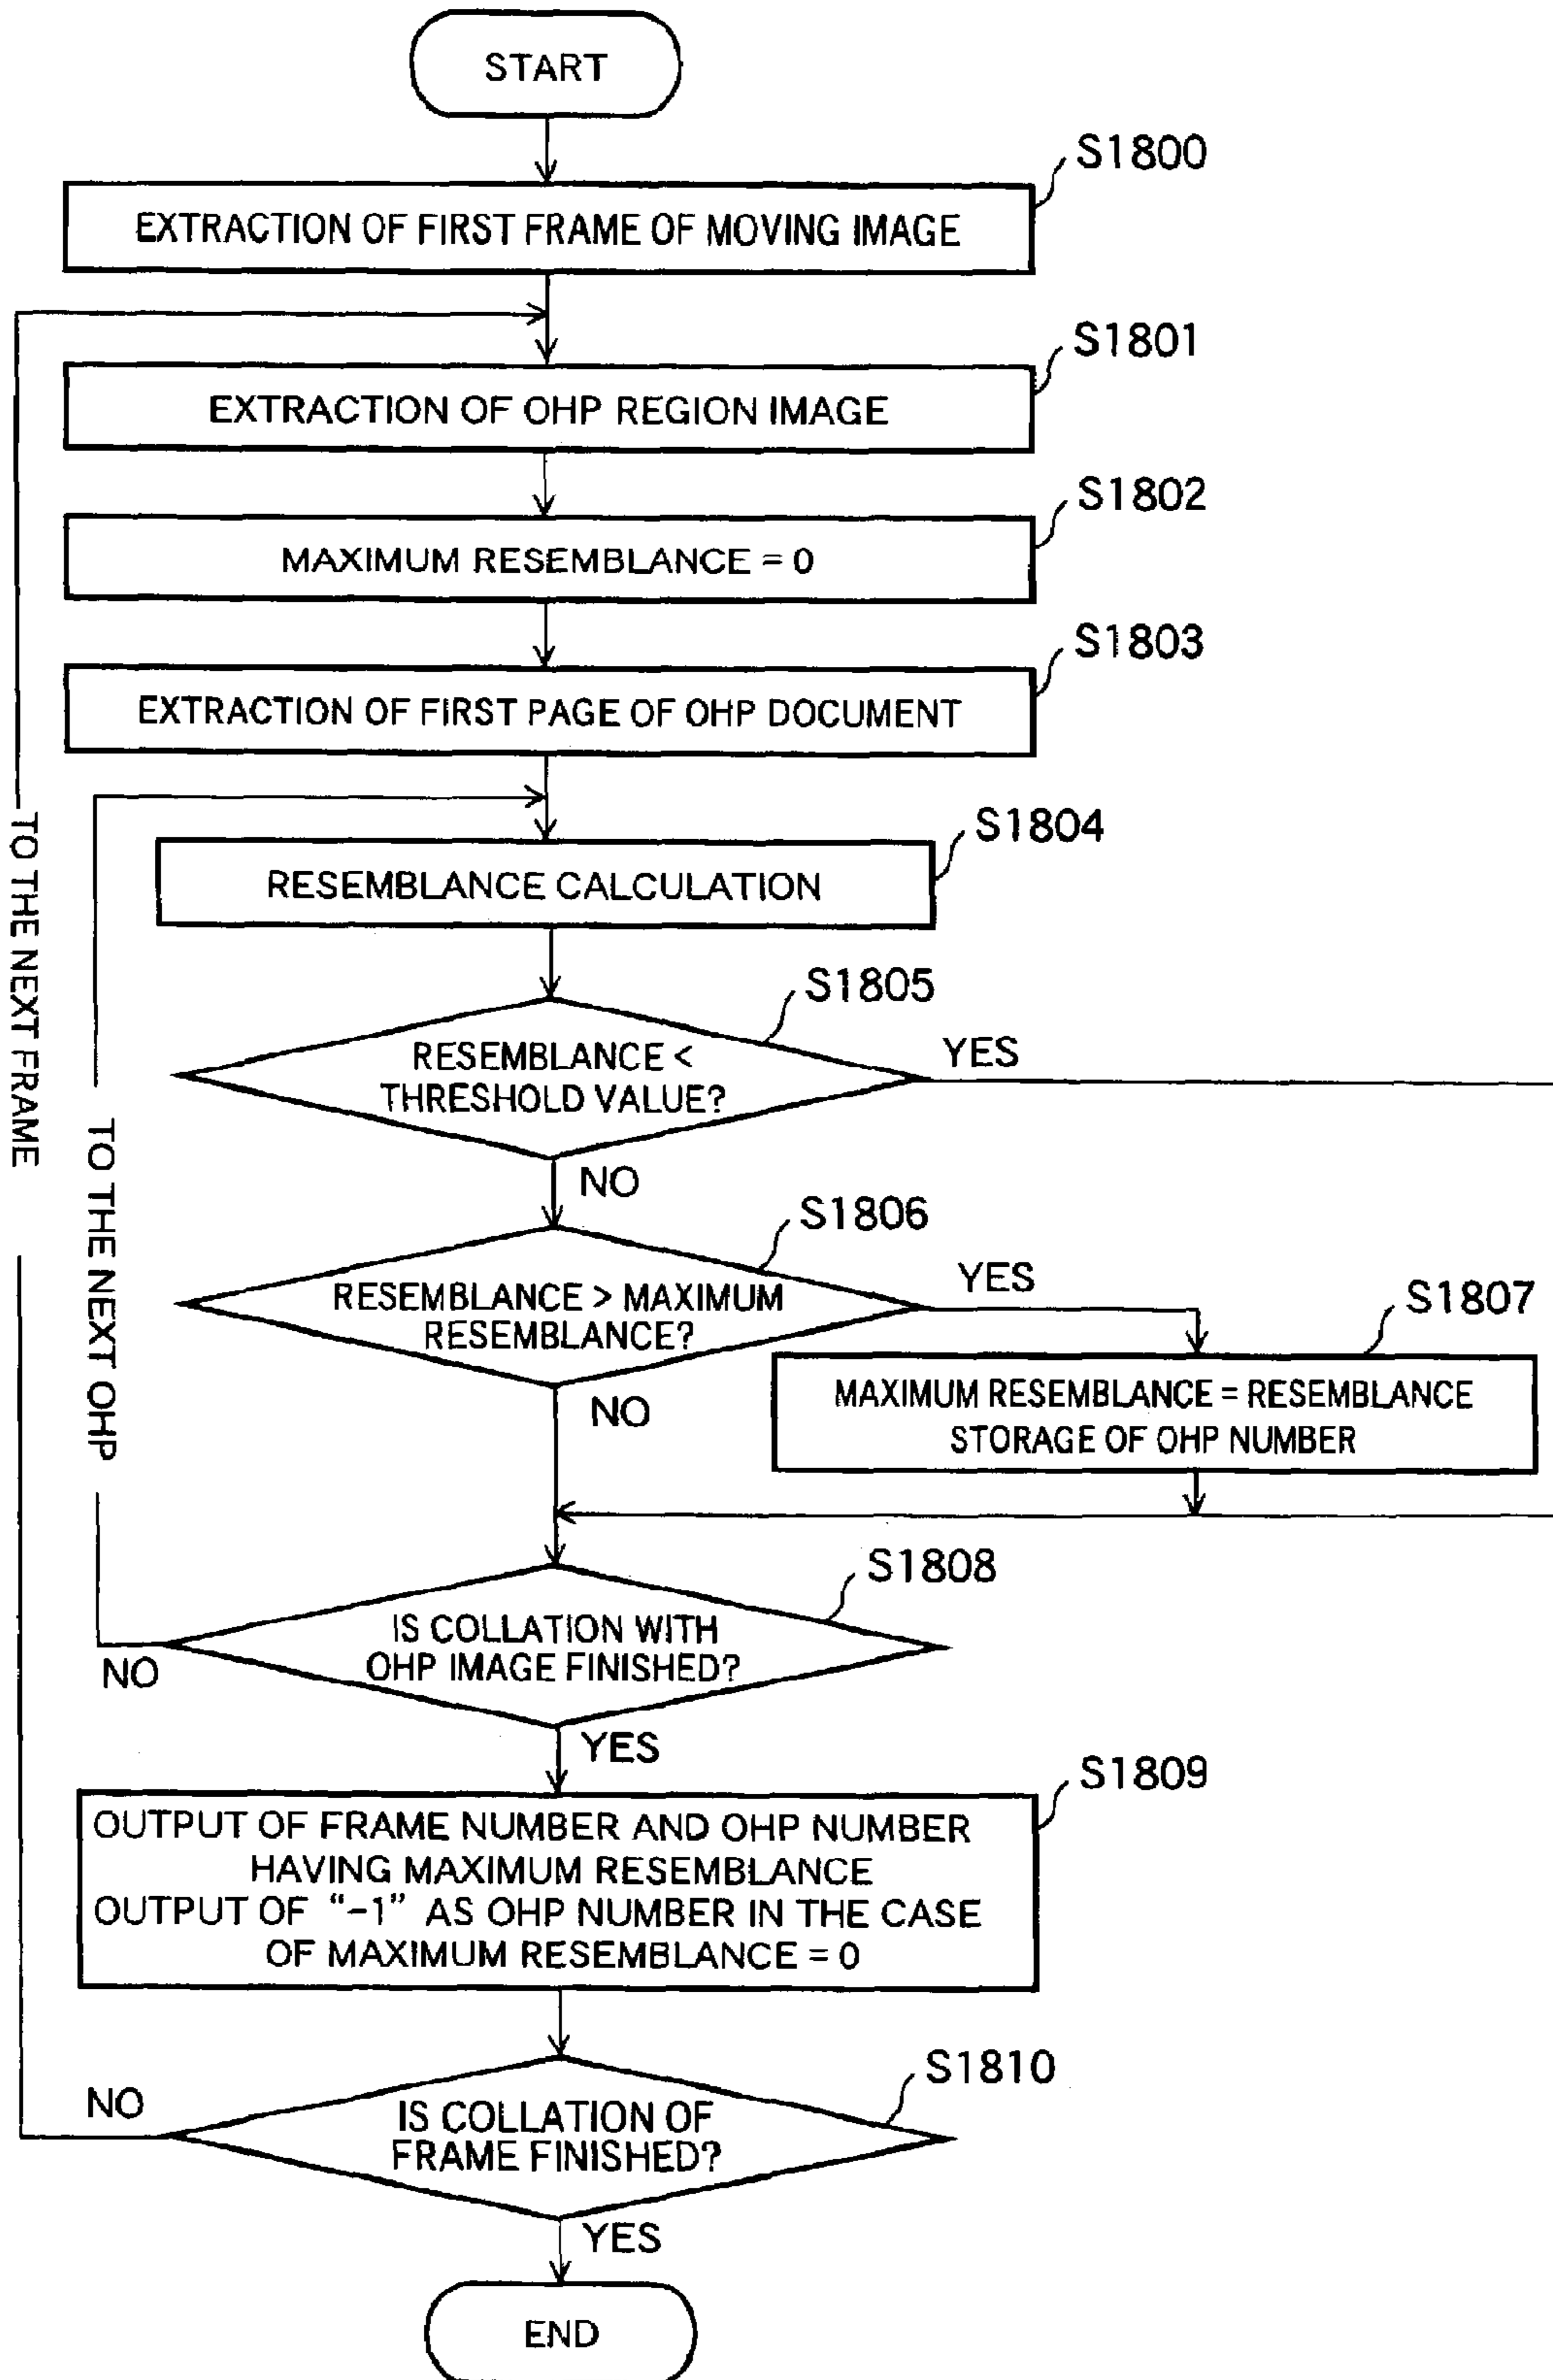 START
S1800
EXTRACTION OF FIRST FRAME OF MOVING IMAGE
S1801
EXTRACTION OF OHP REGION IMAGE
S1802
MAXIMUM RESEMBLANCE = 0
S1803
EXTRACTION OF FIRST PAGE OF OHP DOCUMENT
TO THE NEXT FRAME
TO THE NEXT OHP
S1804
RESEMBLANCE CALCULATION
S1805
RESEMBLANCE <
THRESHOLD VALUE?
YES
NO
S1806
RESEMBLANCE > MAXIMUM
RESEMBLANCE?
YES
NO
S1807
MAXIMUM RESEMBLANCE = RESEMBLANCE
STORAGE OF OHP NUMBER
S1808
IS COLLATION WITH
OHP IMAGE FINISHED?
NO
YES
S1809
OUTPUT OF FRAME NUMBER AND OHP NUMBER
HAVING MAXIMUM RESEMBLANCE
OUTPUT OF “-1” AS OHP NUMBER IN THE CASE
OF MAXIMUM RESEMBLANCE = 0
S1810
IS COLLATION OF
FRAME FINISHED?
NO
YES
END